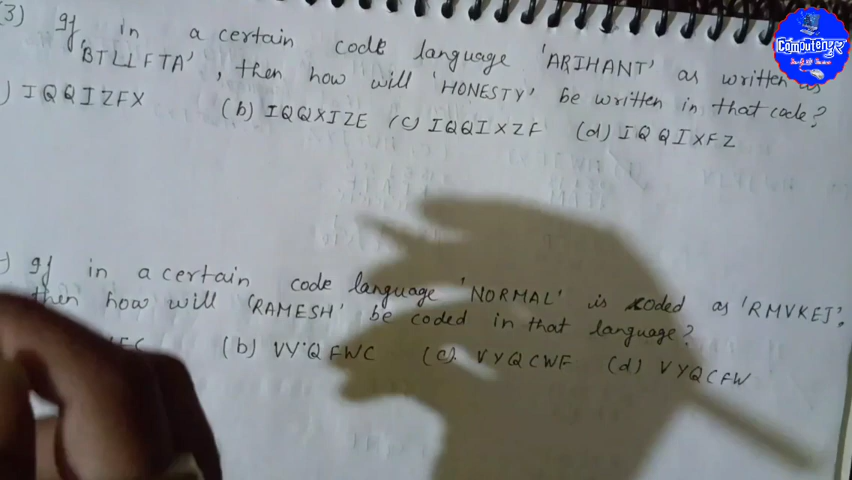 3) If in a certain code language 'ARIHANT' as written as
'BTLLFTA', then how will 'HONESTY' be written in that code?
) IQQIZFX (b) IQQXIZE (c) IQQIXZF (d) IQQIXFZ
Computenzr
) If in a certain code language 'NORMAL' is coded as 'RMVKEJ'.
then how will 'RAMESH' be coded in that language?
(b) VYQFWC (c) VYQCWF (d) VYQCFW